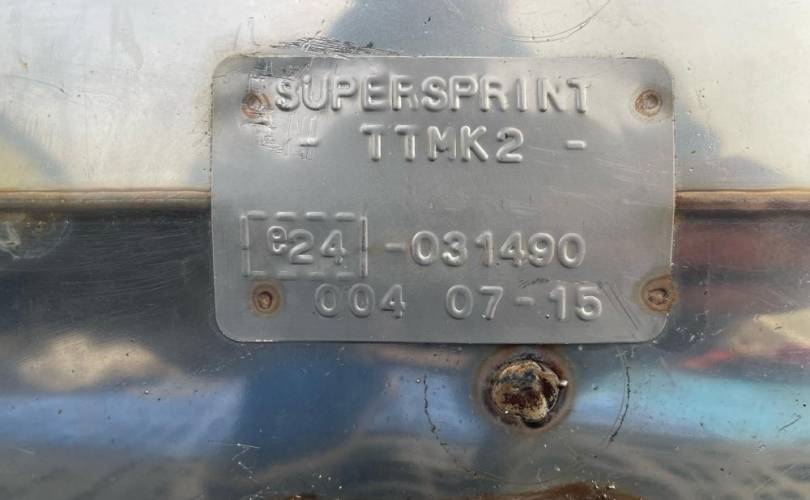 SUPERSPRINT
- TTMK2 -
e24 -031490
004 07-15